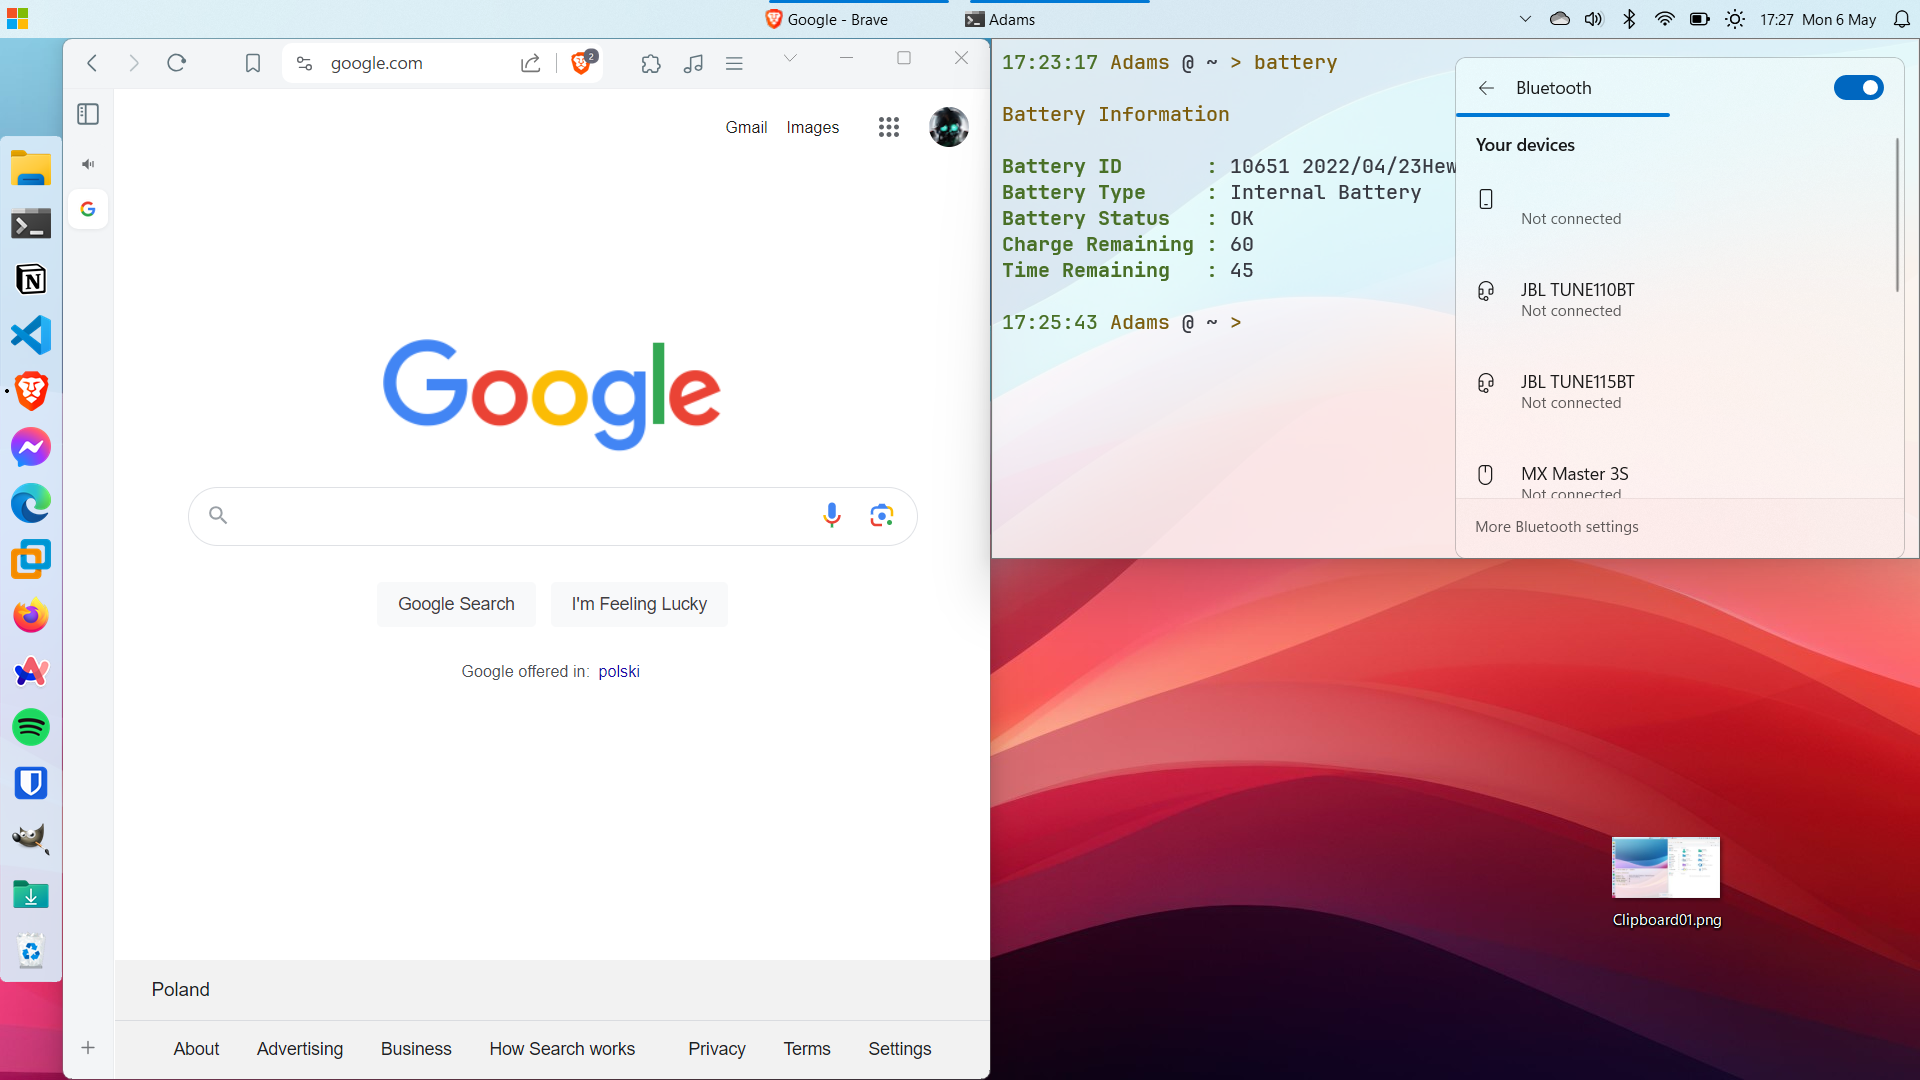 Google - Brave
Adams
17:27 Mon 6 May
google.com
2
Gmail
Images
Google
Google Search
I'm Feeling Lucky
Google offered in: polski
Poland
About
Advertising
Business
How Search works
Privacy
Terms
Settings
17:23:17 Adams @ ~ > battery
Battery Information
Battery ID : 10651 2022/04/23Hew
Battery Type : Internal Battery
Battery Status : OK
Charge Remaining : 60
Time Remaining : 45
17:25:43 Adams @ ~ >
Bluetooth
Your devices
Not connected
JBL TUNE110BT
Not connected
JBL TUNE115BT
Not connected
MX Master 3S
Not connected
More Bluetooth settings
Clipboard01.png